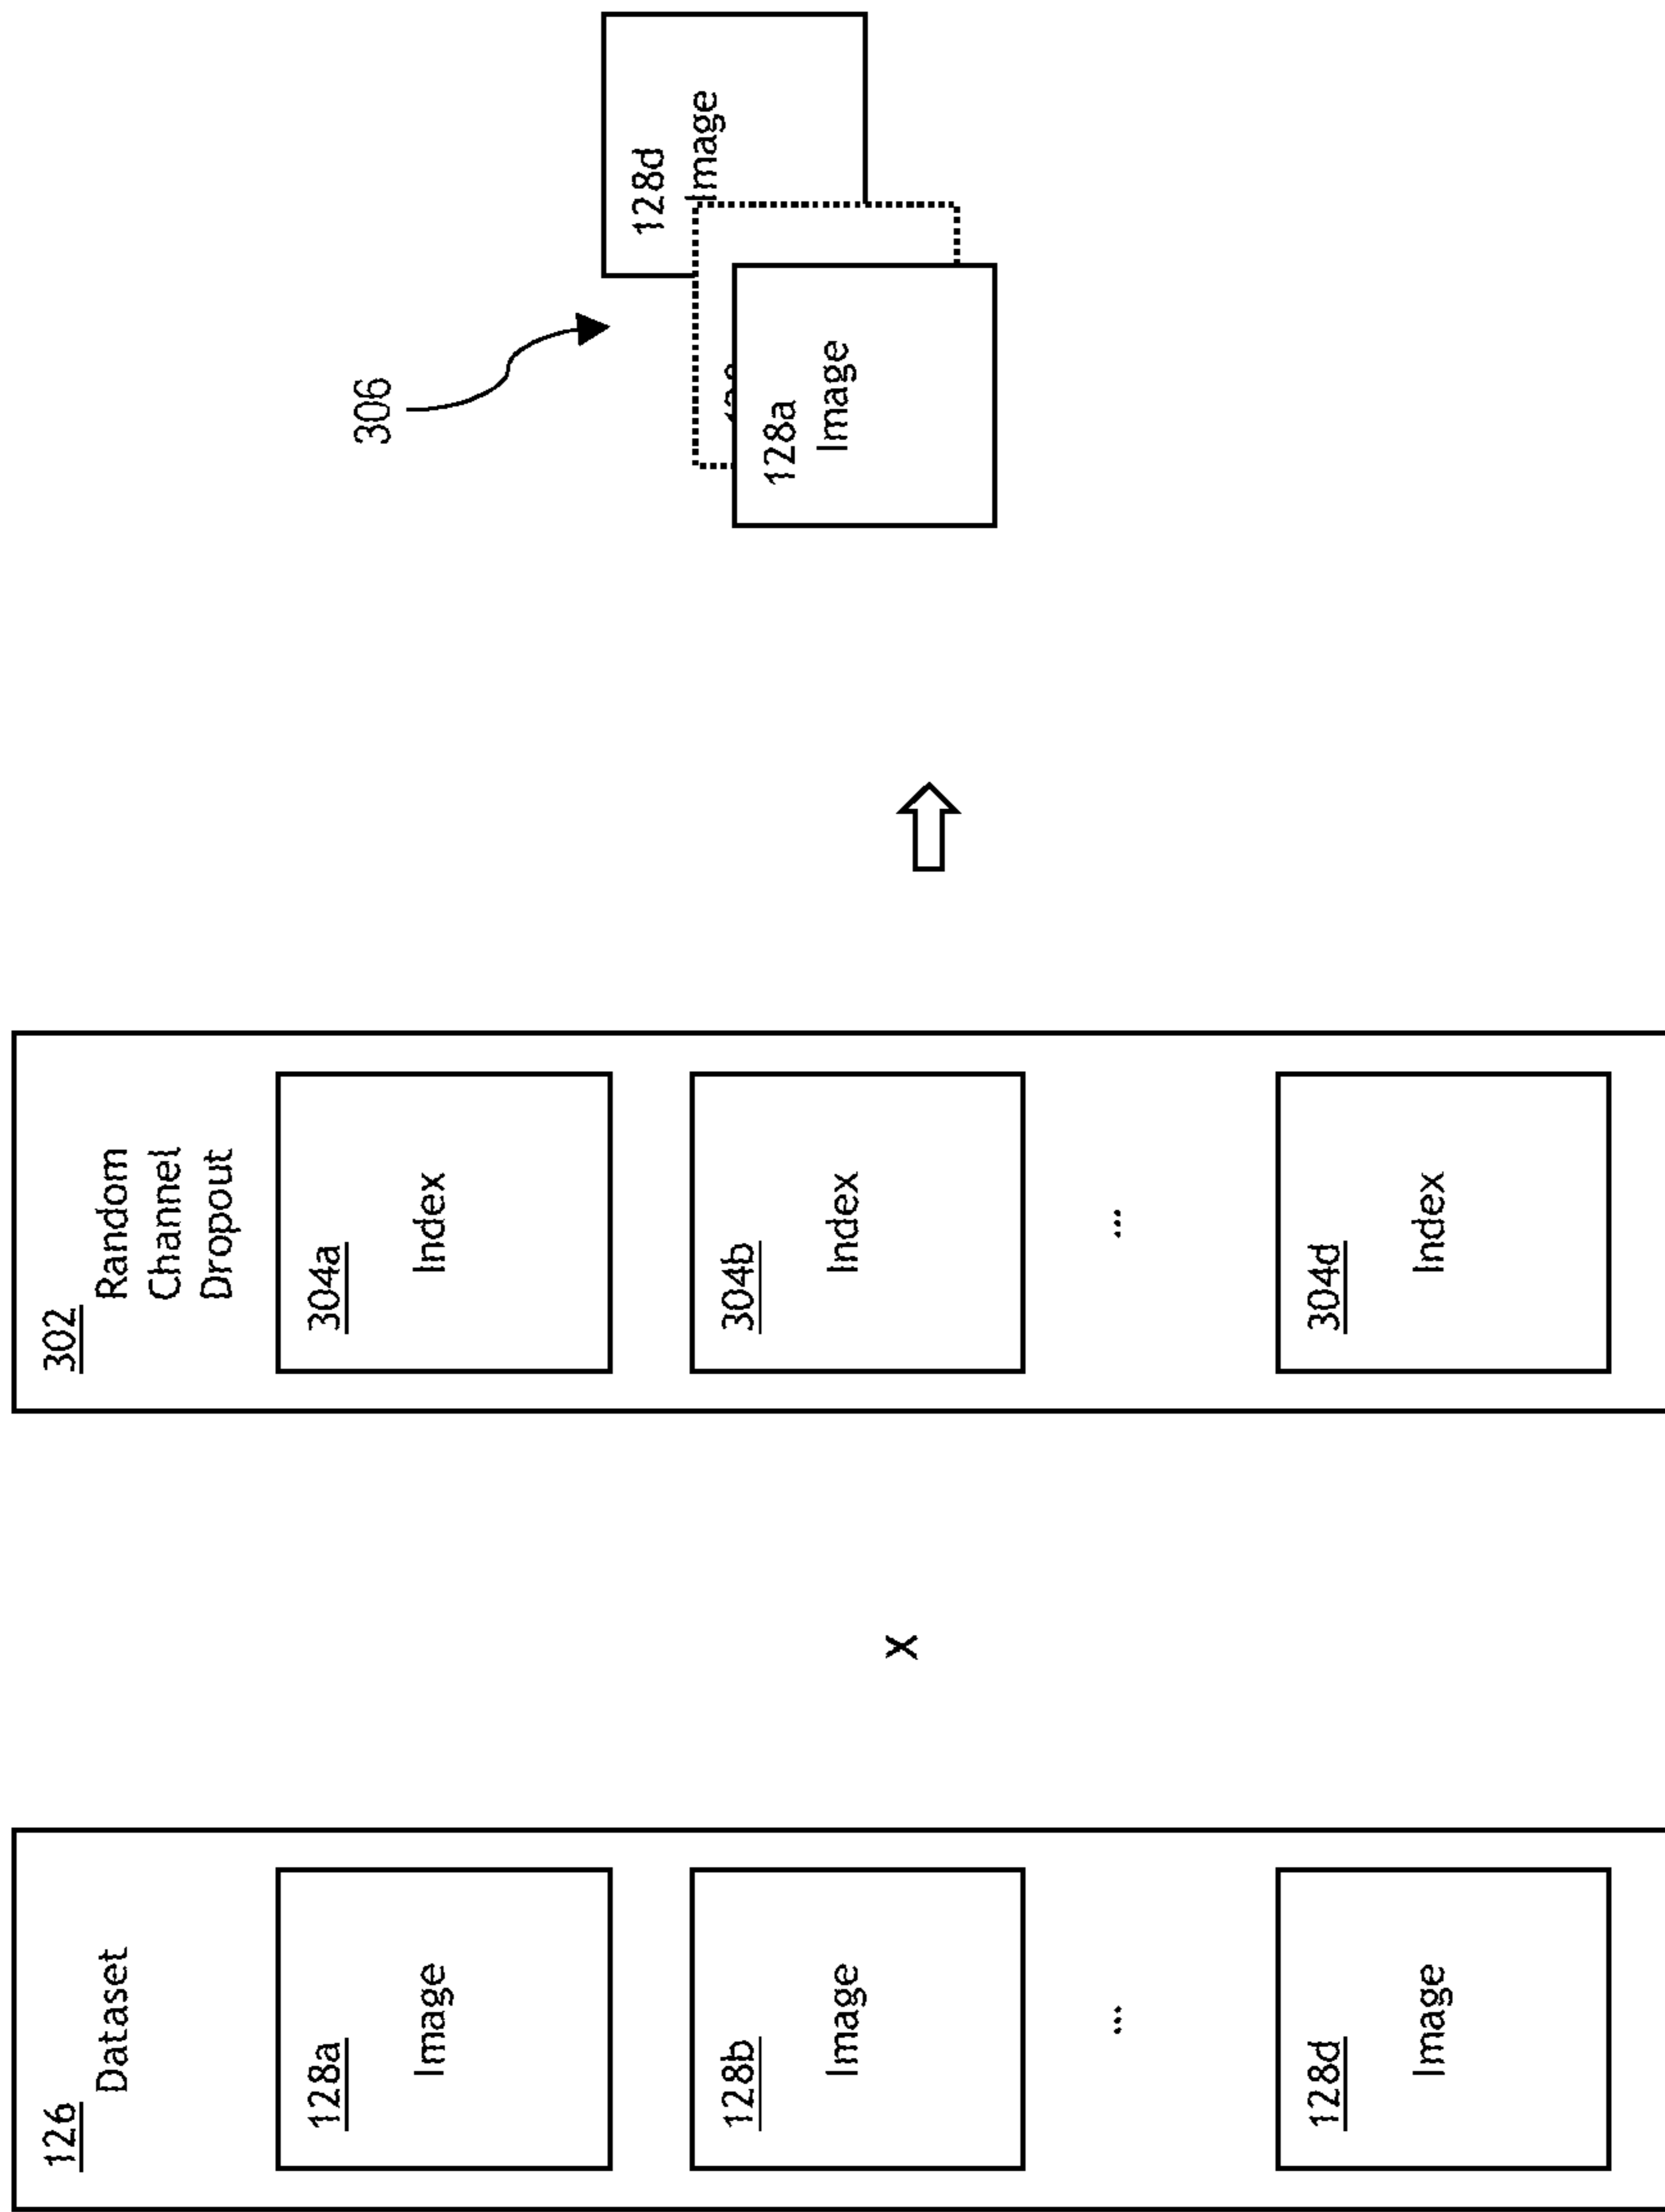 126
Dataset
128a
Image
128b
Image
...
128d
Image
x
302
Random
Channel
Dropout
304a
Index
304b
Index
...
304d
Index
306
128d
Image
128a
Image